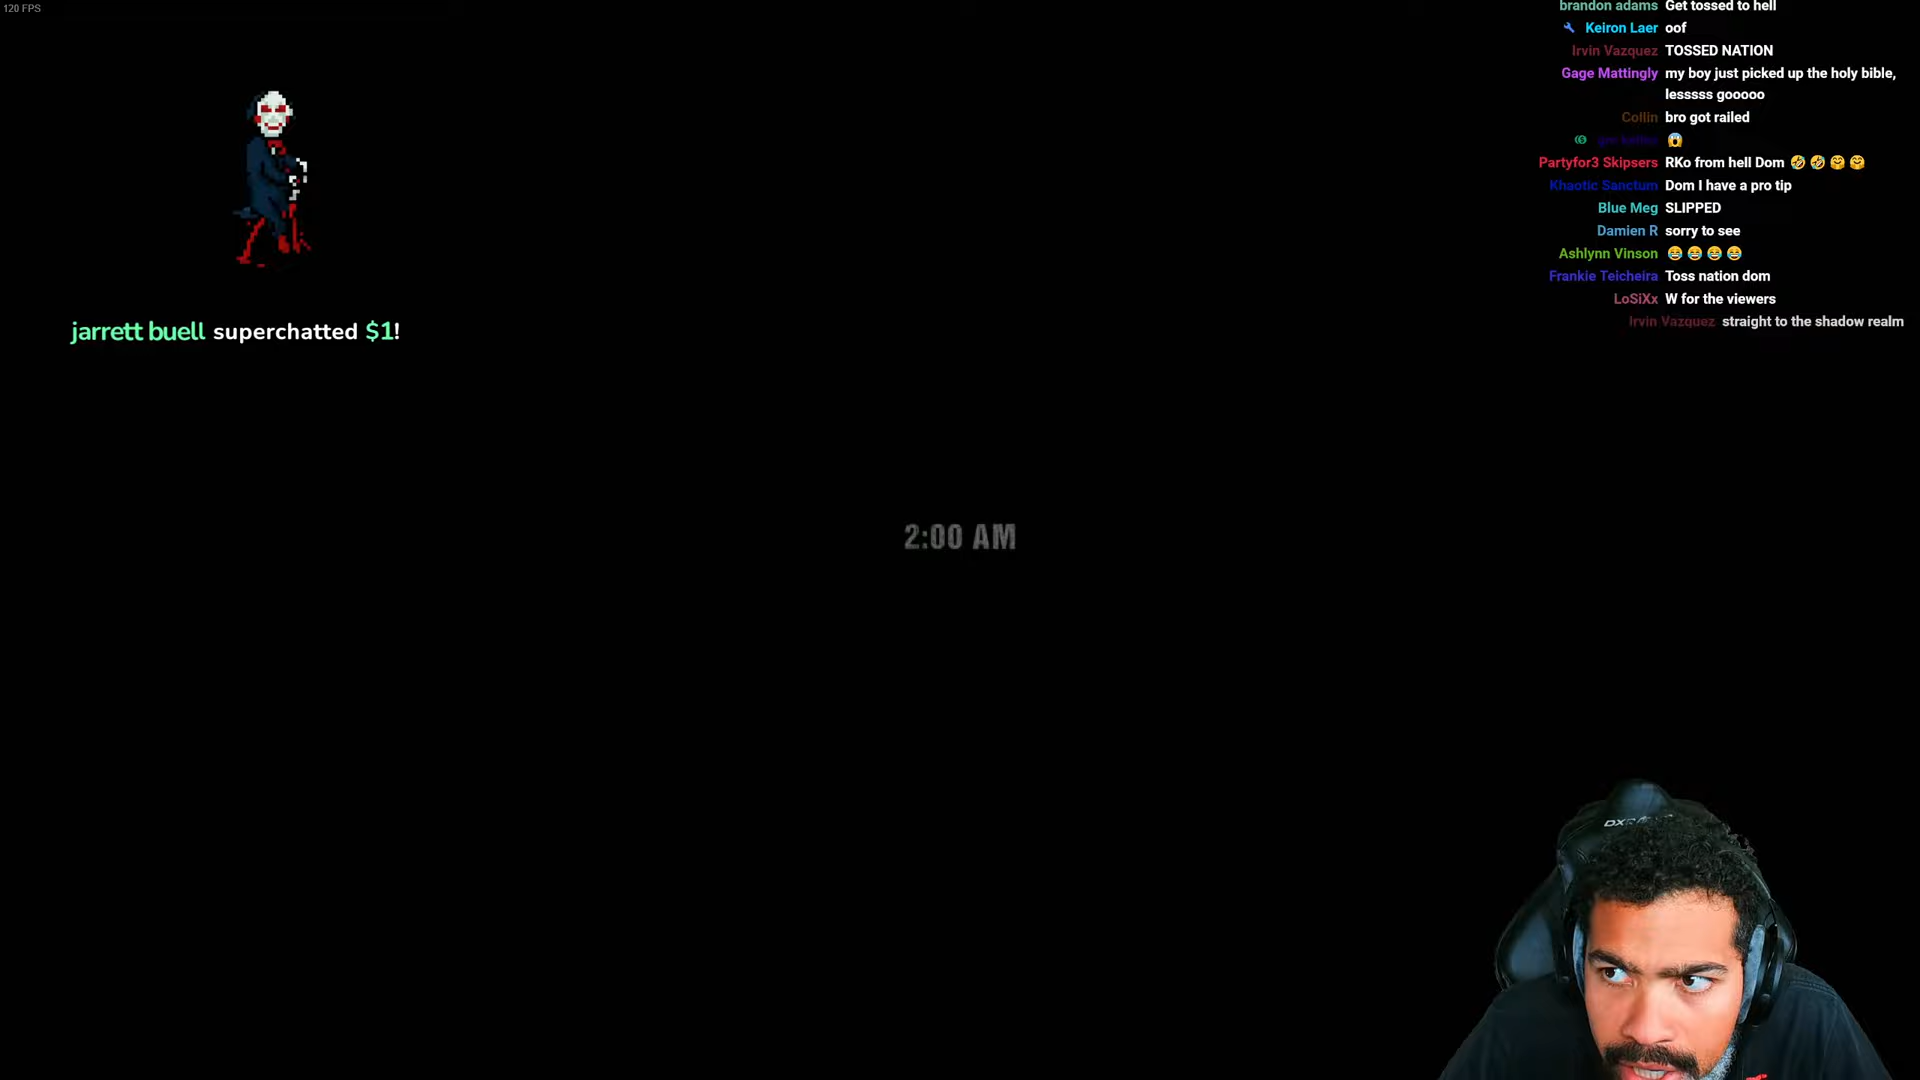 120 FPS
brandon adams Get tossed to hell
Keiron Laer oof
Irvin Vazquez TOSSED NATION
Gage Mattingly my boy just picked up the holy bible,
lesssss gooooo
Collin bro got railed
😱
Partyfor3 Skipsers RKo from hell Dom 🤣 🤣 🤗 🤗
Khaotic Sanctum Dom I have a pro tip
Blue Meg SLIPPED
Damien R sorry to see
Ashlynn Vinson 😂 😂 😂 😂
Frankie Teicheira Toss nation dom
LoSiXx W for the viewers
Irvin Vazquez straight to the shadow realm
jarrett buell superchatted $1!
2:00 AM